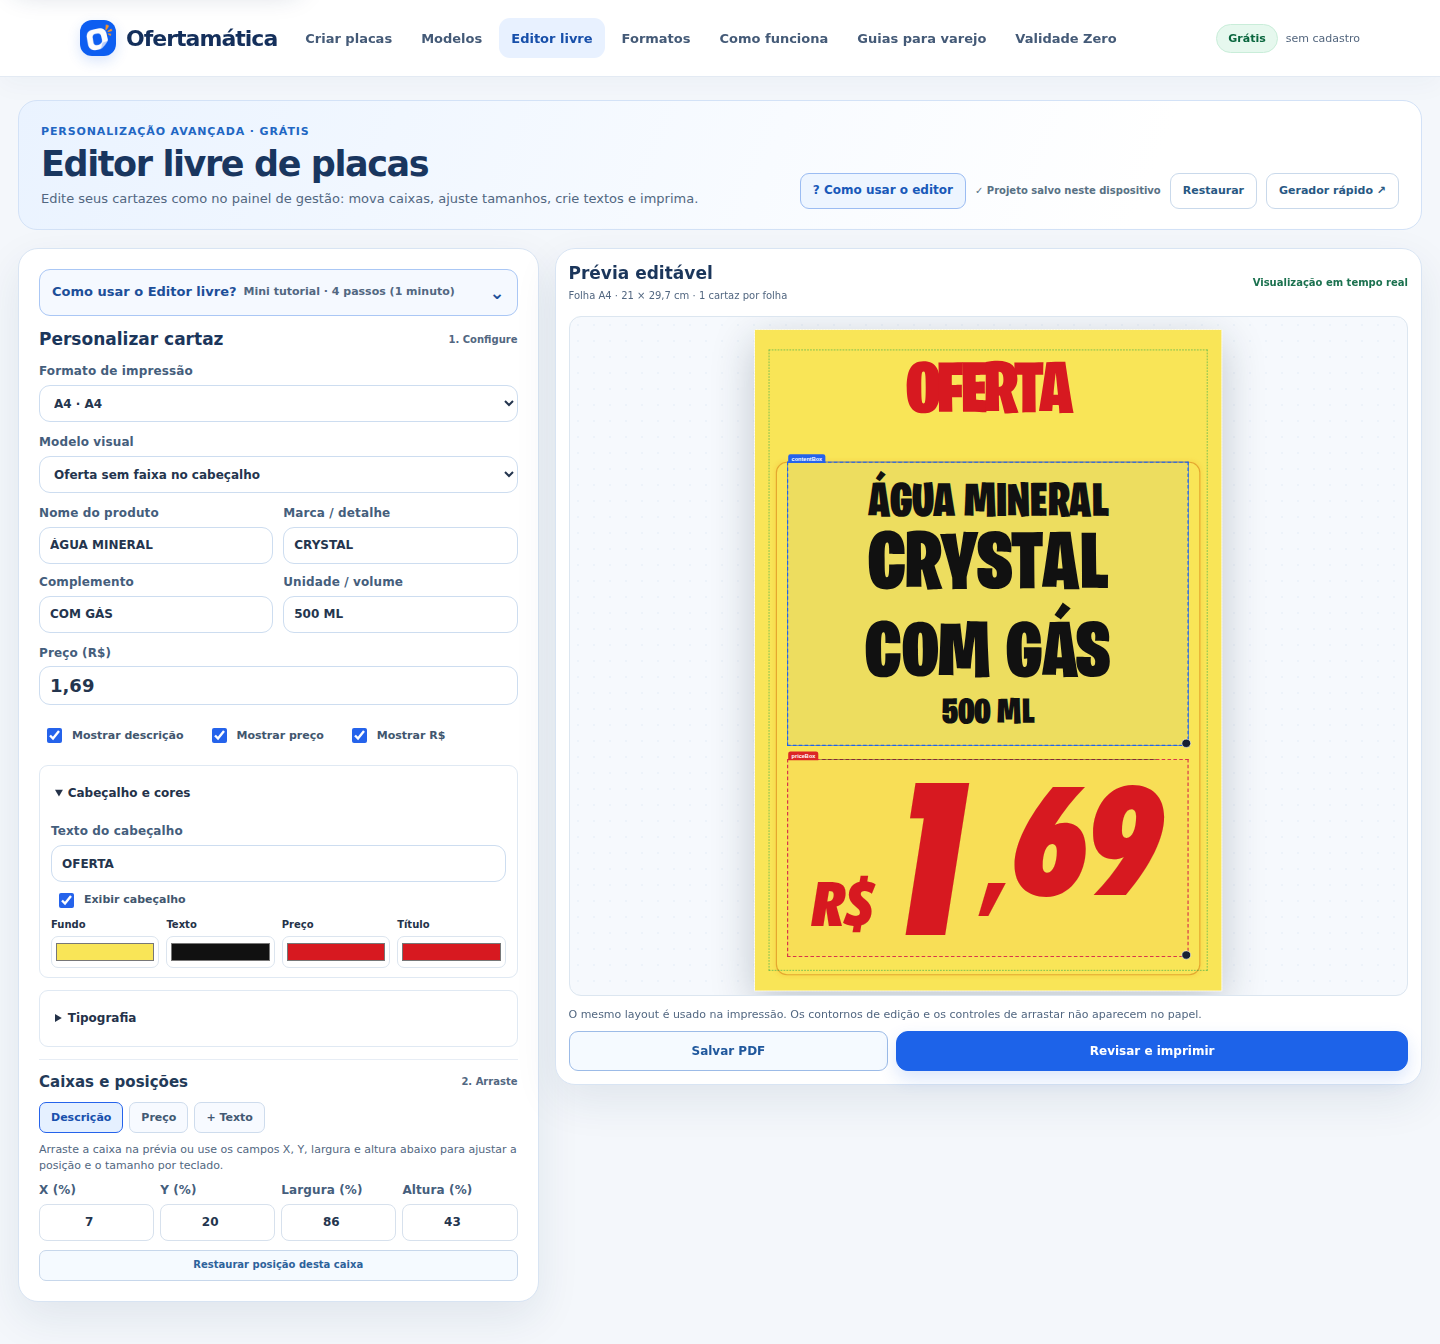 Ofertamática
Criar placas
Modelos
Editor livre
Formatos
Como funciona
Guias para varejo
Validade Zero
Grátis
sem cadastro
PERSONALIZAÇÃO AVANÇADA · GRÁTIS
Editor livre de placas
Edite seus cartazes como no painel de gestão: mova caixas, ajuste tamanhos, crie textos e imprima.
? Como usar o editor
✓ Projeto salvo neste dispositivo
Restaurar
Gerador rápido ↗
Como usar o Editor livre? Mini tutorial · 4 passos (1 minuto)
Personalizar cartaz
1. Configure
Formato de impressão
A4 · A4
Modelo visual
Oferta sem faixa no cabeçalho
Nome do produto
Marca / detalhe
ÁGUA MINERAL
CRYSTAL
Complemento
Unidade / volume
COM GÁS
500 ML
Preço (R$)
1,69
Mostrar descrição
Mostrar preço
Mostrar R$
▼ Cabeçalho e cores
Texto do cabeçalho
OFERTA
Exibir cabeçalho
Fundo
Texto
Preço
Título
▶ Tipografia
Caixas e posições
2. Arraste
Descrição
Preço
+ Texto
Arraste a caixa na prévia ou use os campos X, Y, largura e altura abaixo para ajustar a
posição e o tamanho por teclado.
X (%)
Y (%)
Largura (%)
Altura (%)
7
20
86
43
Restaurar posição desta caixa
Prévia editável
Folha A4 · 21 × 29,7 cm · 1 cartaz por folha
Visualização em tempo real
OFERTA
contentBox
ÁGUA MINERAL
CRYSTAL
COM GÁS
500 ML
priceBox
R$ 1,69
O mesmo layout é usado na impressão. Os contornos de edição e os controles de arrastar não aparecem no papel.
Salvar PDF
Revisar e imprimir